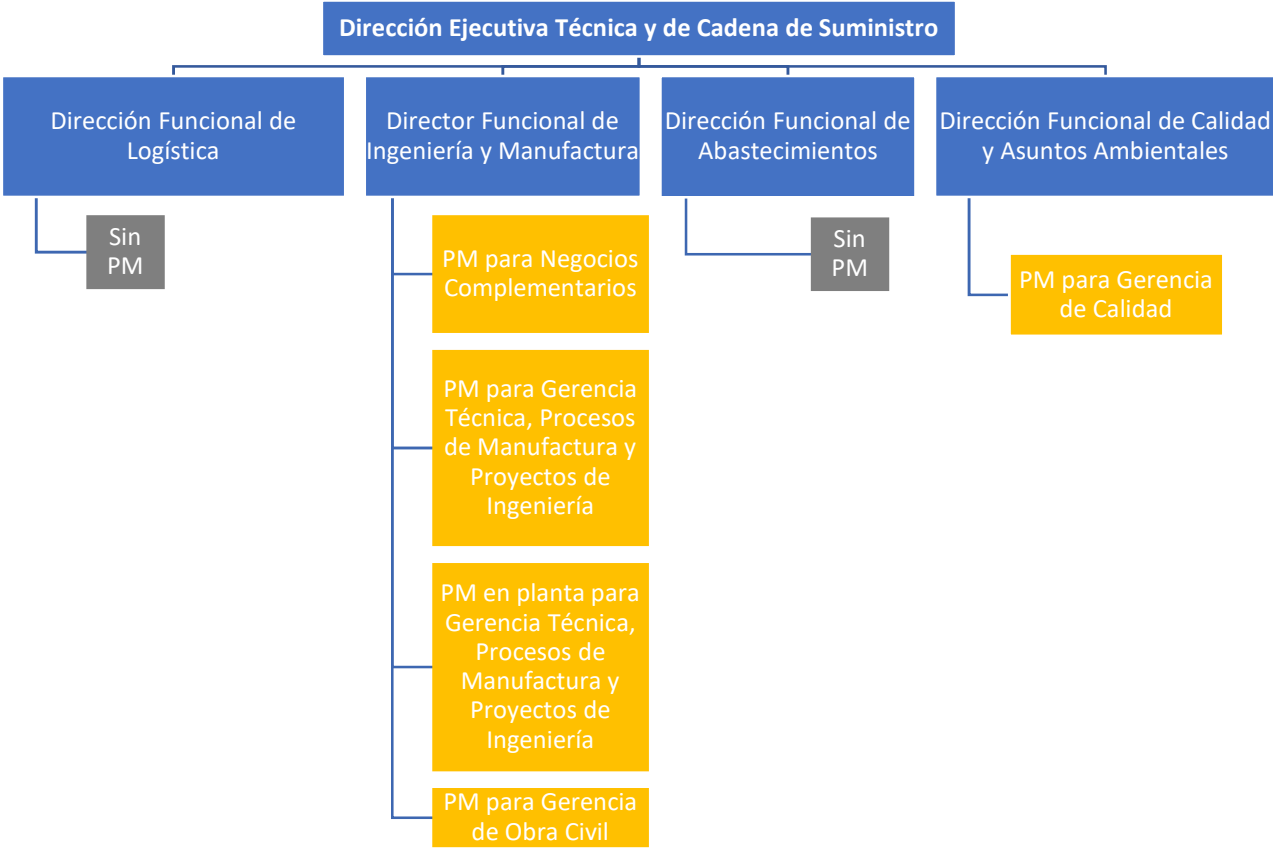 Dirección Ejecutiva Técnica y de Cadena de Suministro
Dirección Funcional de
Logística
Sin
PM
Director Funcional de
Ingeniería y Manufactura
PM para Negocios
Complementarios
PM para Gerencia
Técnica, Procesos
de Manufactura y
Proyectos de
Ingeniería
PM en planta para
Gerencia Técnica,
Procesos de
Manufactura y
Proyectos de
Ingeniería
PM para Gerencia
de Obra Civil
Dirección Funcional de
Abastecimientos
Sin
PM
Dirección Funcional de Calidad
y Asuntos Ambientales
PM para Gerencia
de Calidad